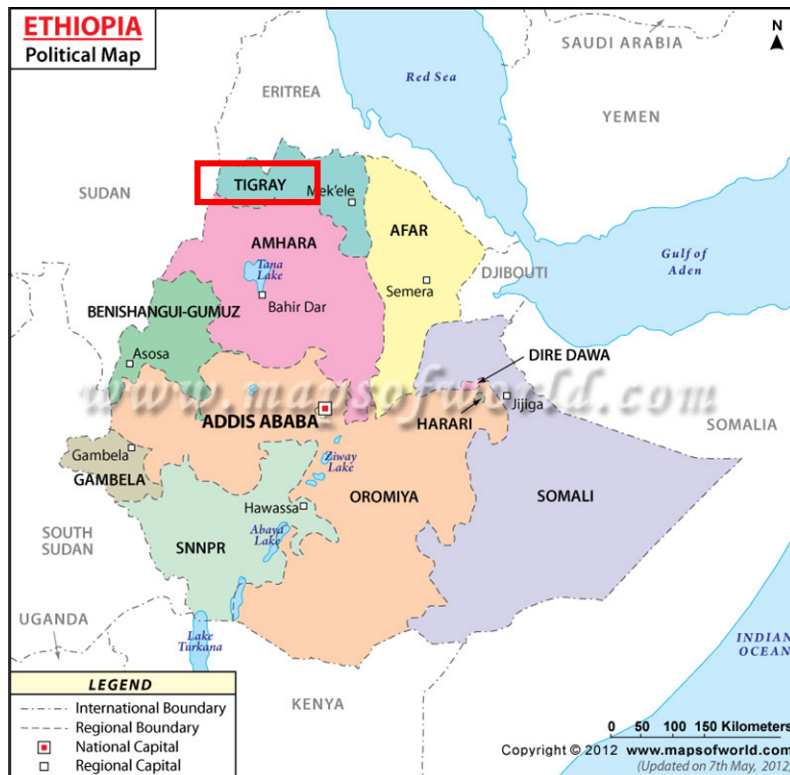 ETHIOPIA
Political Map
N
SAUDI ARABIA
Red Sea
ERITREA
YEMEN
TIGRAY
Mek'ele
SUDAN
AMHARA
AFAR
Tana
Lake
Gulf of
Aden
DJIBOUTI
Semera
BENISHANGUI-GUMUZ
Bahir Dar
Asosa
DIRE DAWA
www.mapsofworld.com
Jijiga
ADDIS ABABA
HARARI
SOMALIA
Gambela
GAMBELA
Ziway
Lake
OROMIYA
SOMALI
Hawassa
SOUTH
SUDAN
SNNPR
Abaya
Lake
UGANDA
Lake
Turkana
INDIAN
OCEAN
KENYA
LEGEND
International Boundary
Regional Boundary
National Capital
Regional Capital
0 50 100 150 Kilometers
Copyright © 2012 www.mapsofworld.com
(Updated on 7th May, 2012)